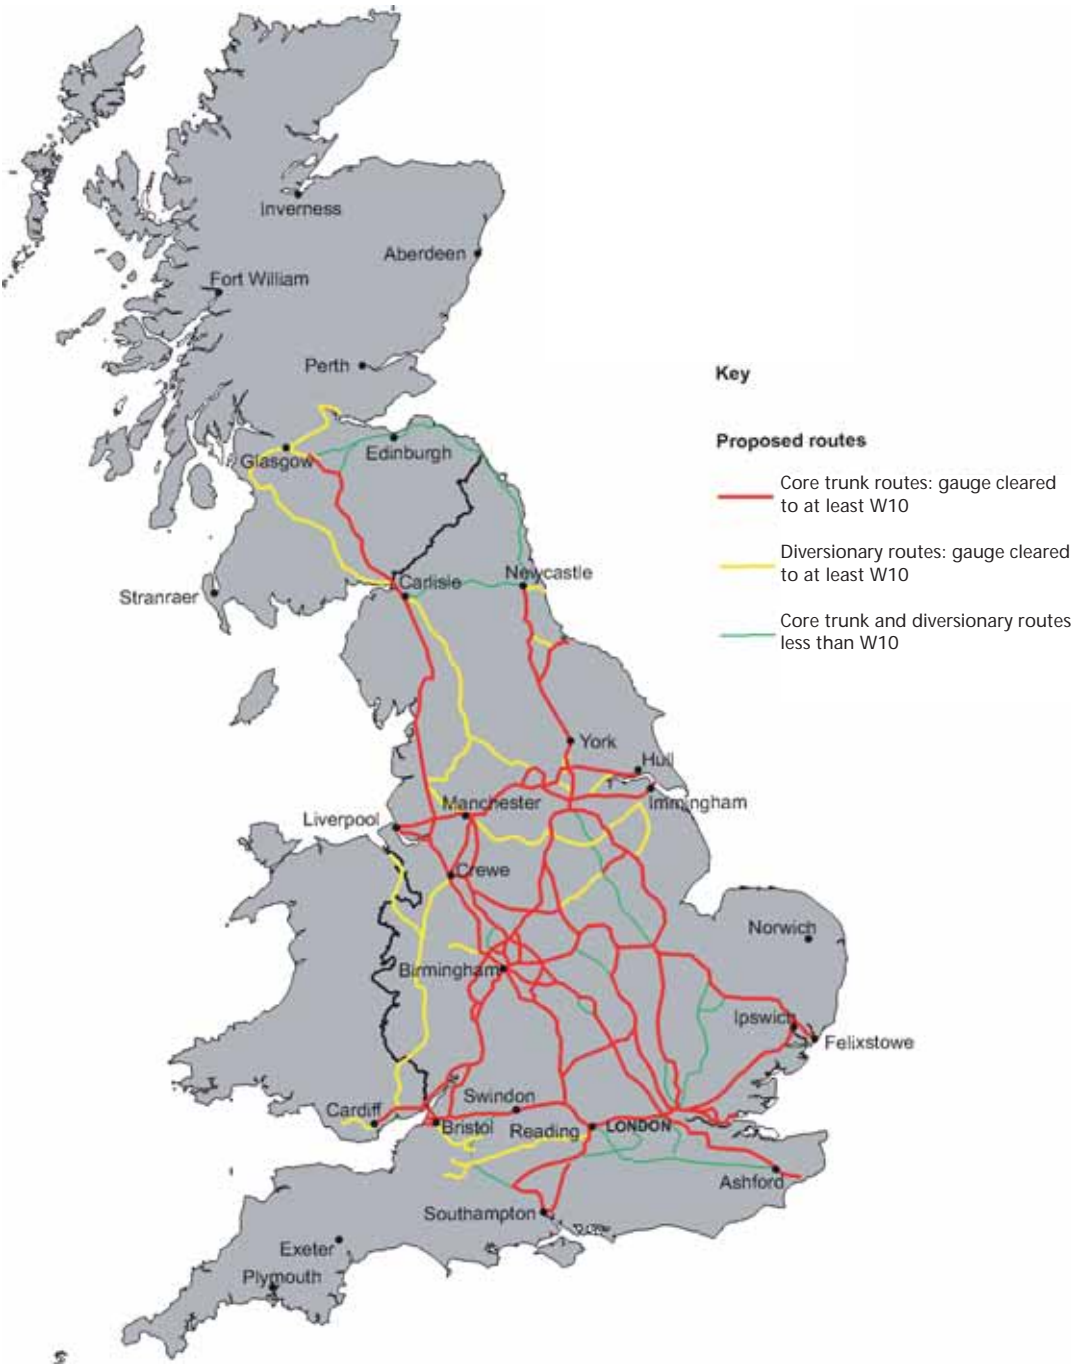 Inverness
Aberdeen
Fort William
Perth
Key
Proposed routes
Edinburgh
Glasgow
Core trunk routes: gauge cleared
to at least W10
Diversionary routes: gauge cleared
to at least W10
Newcastle
Carlisle
Stranraer
Core trunk and diversionary routes
less than W10
York
Hull
Immingham
Manchester
Liverpool
Crewe
Norwich
Birmingham
Ipswich
Felixstowe
Swindon
Cardiff
Bristol
Reading
LONDON
Ashford
Southampton
Exeter
Plymouth